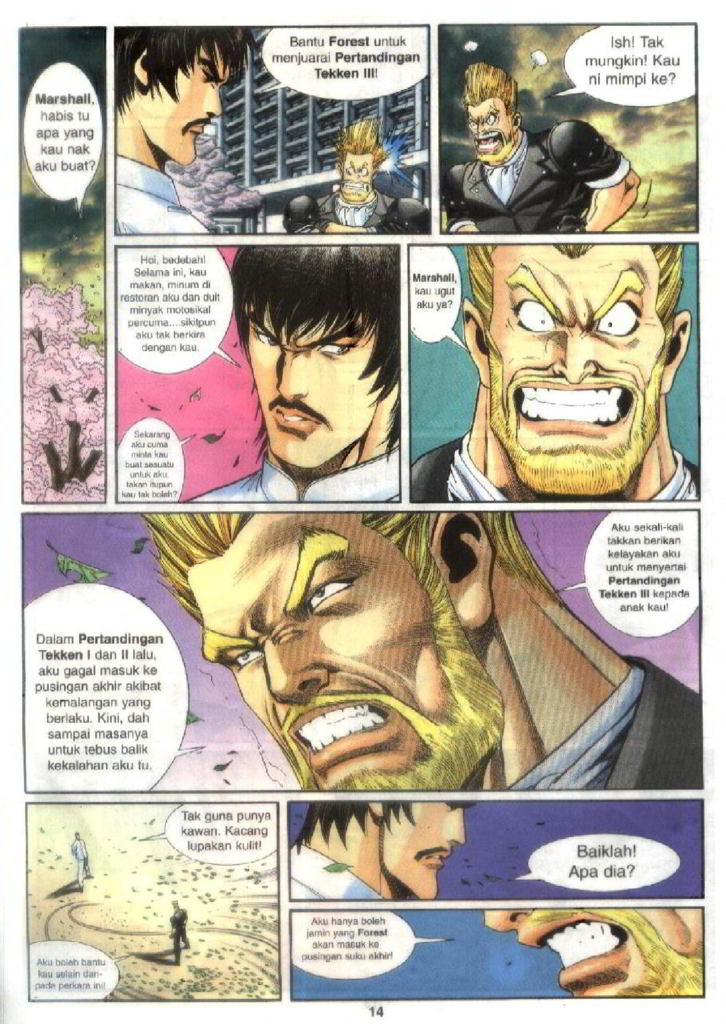 Marshall,
habis tu
apa yang
kau nak
aku buat?
Bantu Forest untuk
menjuarai Pertandingan
Tekken III!
Ish! Tak
mungkin! Kau
ni mimpi ke?
Hoi, bedebah!
Selama ini, kau
makan, minum di
restoran aku dan duit
minyak motosikal
percuma....sikitpun
aku tak berkira
dengan kau.
Sekarang
aku cuma
minta kau
buat sesuatu
untuk aku,
takkan itupun
kau tak boleh?
Marshall,
kau ugut
aku ya?
Aku sekali-kali
takkan berikan
kelayakan aku
untuk menyertai
Pertandingan
Tekken III kepada
anak kau!
Dalam Pertandingan
Tekken I dan II lalu,
aku gagal masuk ke
pusingan akhir akibat
kemalangan yang
berlaku. Kini, dah
sampai masanya
untuk tebus balik
kekalahan aku tu.
Tak guna punya
kawan. Kacang
lupakan kulit!
Aku boleh bantu
kau selain dari-
pada perkara ini!
Baiklah!
Apa dia?
Aku hanya boleh
jamin yang Forest
akan masuk ke
pusingan suku akhir!
14